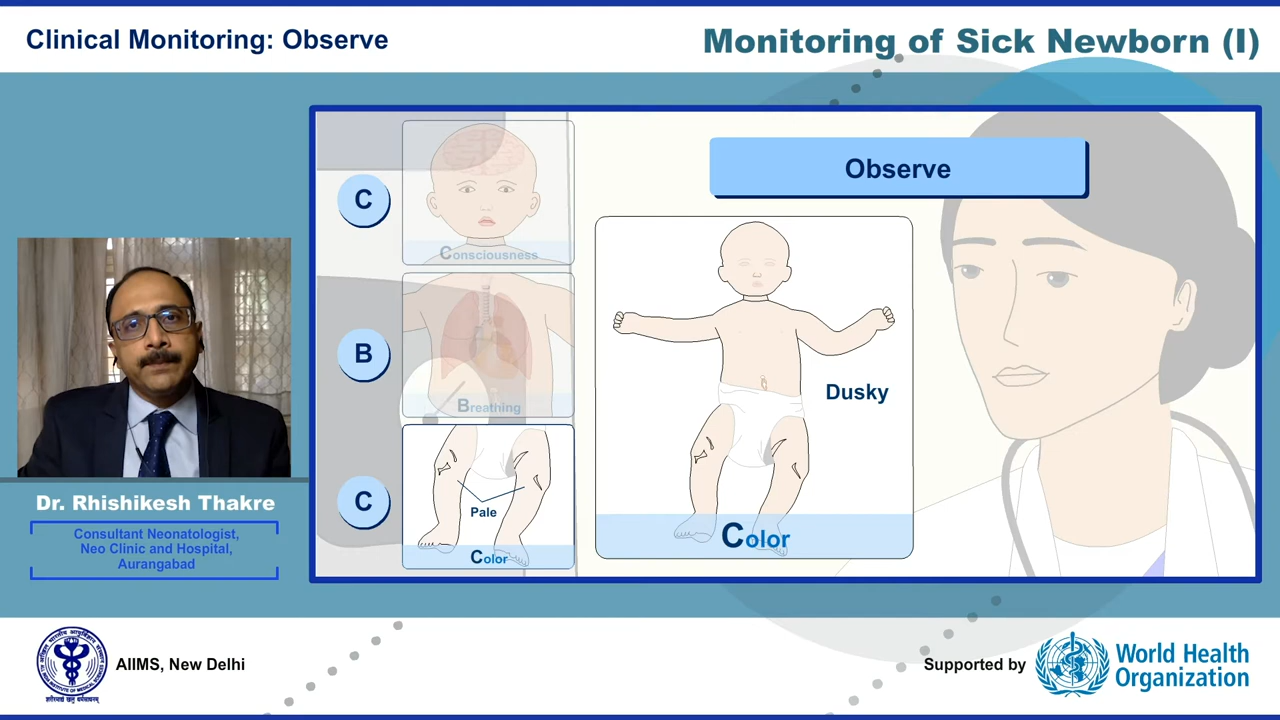 Clinical Monitoring: Observe
Monitoring of Sick Newborn (I)
C
Consciousness
B
Breathing
C
Pale
Color
Observe
Dusky
Color
Dr. Rhishikesh Thakre
Consultant Neonatologist,
Neo Clinic and Hospital,
Aurangabad
AIIMS, New Delhi
Supported by
World Health
Organization